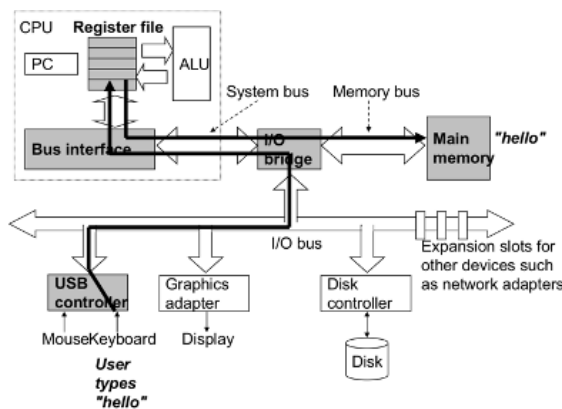 CPU
Register file
PC
ALU
System bus
Memory bus
Bus interface
I/O
bridge
Main
memory
"hello"
I/O bus
Expansion slots for
other devices such
as network adapters
USB
controller
Graphics
adapter
Disk
controller
Mouse
Keyboard
Display
Disk
User
types
"hello"